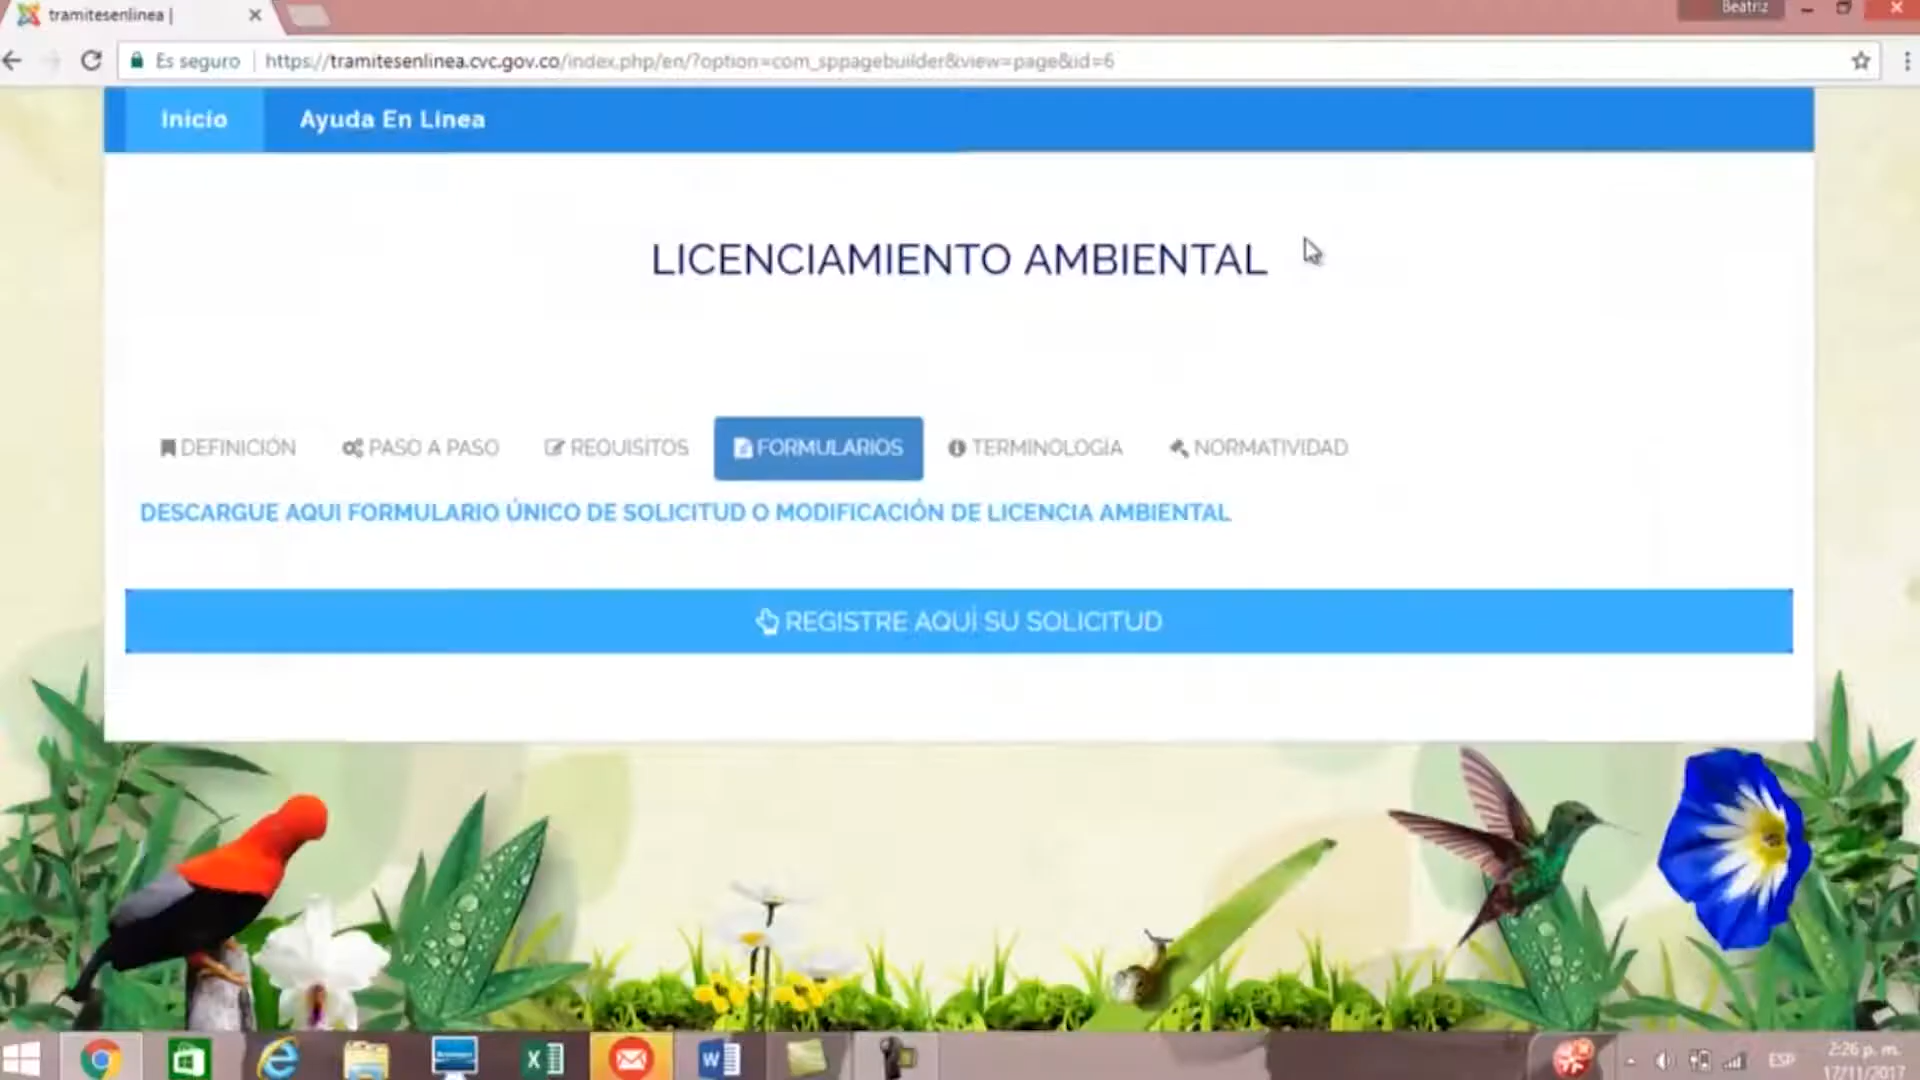 tramitesenlinea |
Beatriz
Es seguro | https://tramitesenlinea.cvc.gov.co/index.php/en/?option=com_sppagebuilder&view=page&id=6
Inicio Ayuda En Línea
LICENCIAMIENTO AMBIENTAL
DEFINICIÓN PASO A PASO REQUISITOS FORMULARIOS TERMINOLOGÍA NORMATIVIDAD
DESCARGUE AQUI FORMULARIO ÚNICO DE SOLICITUD O MODIFICACIÓN DE LICENCIA AMBIENTAL
REGISTRE AQUÍ SU SOLICITUD
ESP 2:26 p. m.
17/11/2017